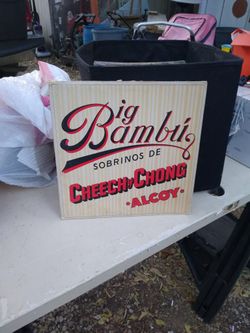 Big
Bambú
SOBRINOS DE
CHEECH y CHONG
•ALCOY•